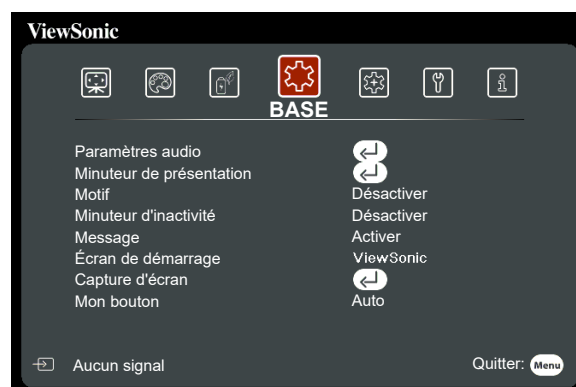 ViewSonic
BASE
Paramètres audio
Minuteur de présentation
Motif Désactiver
Minuteur d'inactivité Désactiver
Message Activer
Écran de démarrage ViewSonic
Capture d'écran
Mon bouton Auto
Aucun signal Quitter: Menu